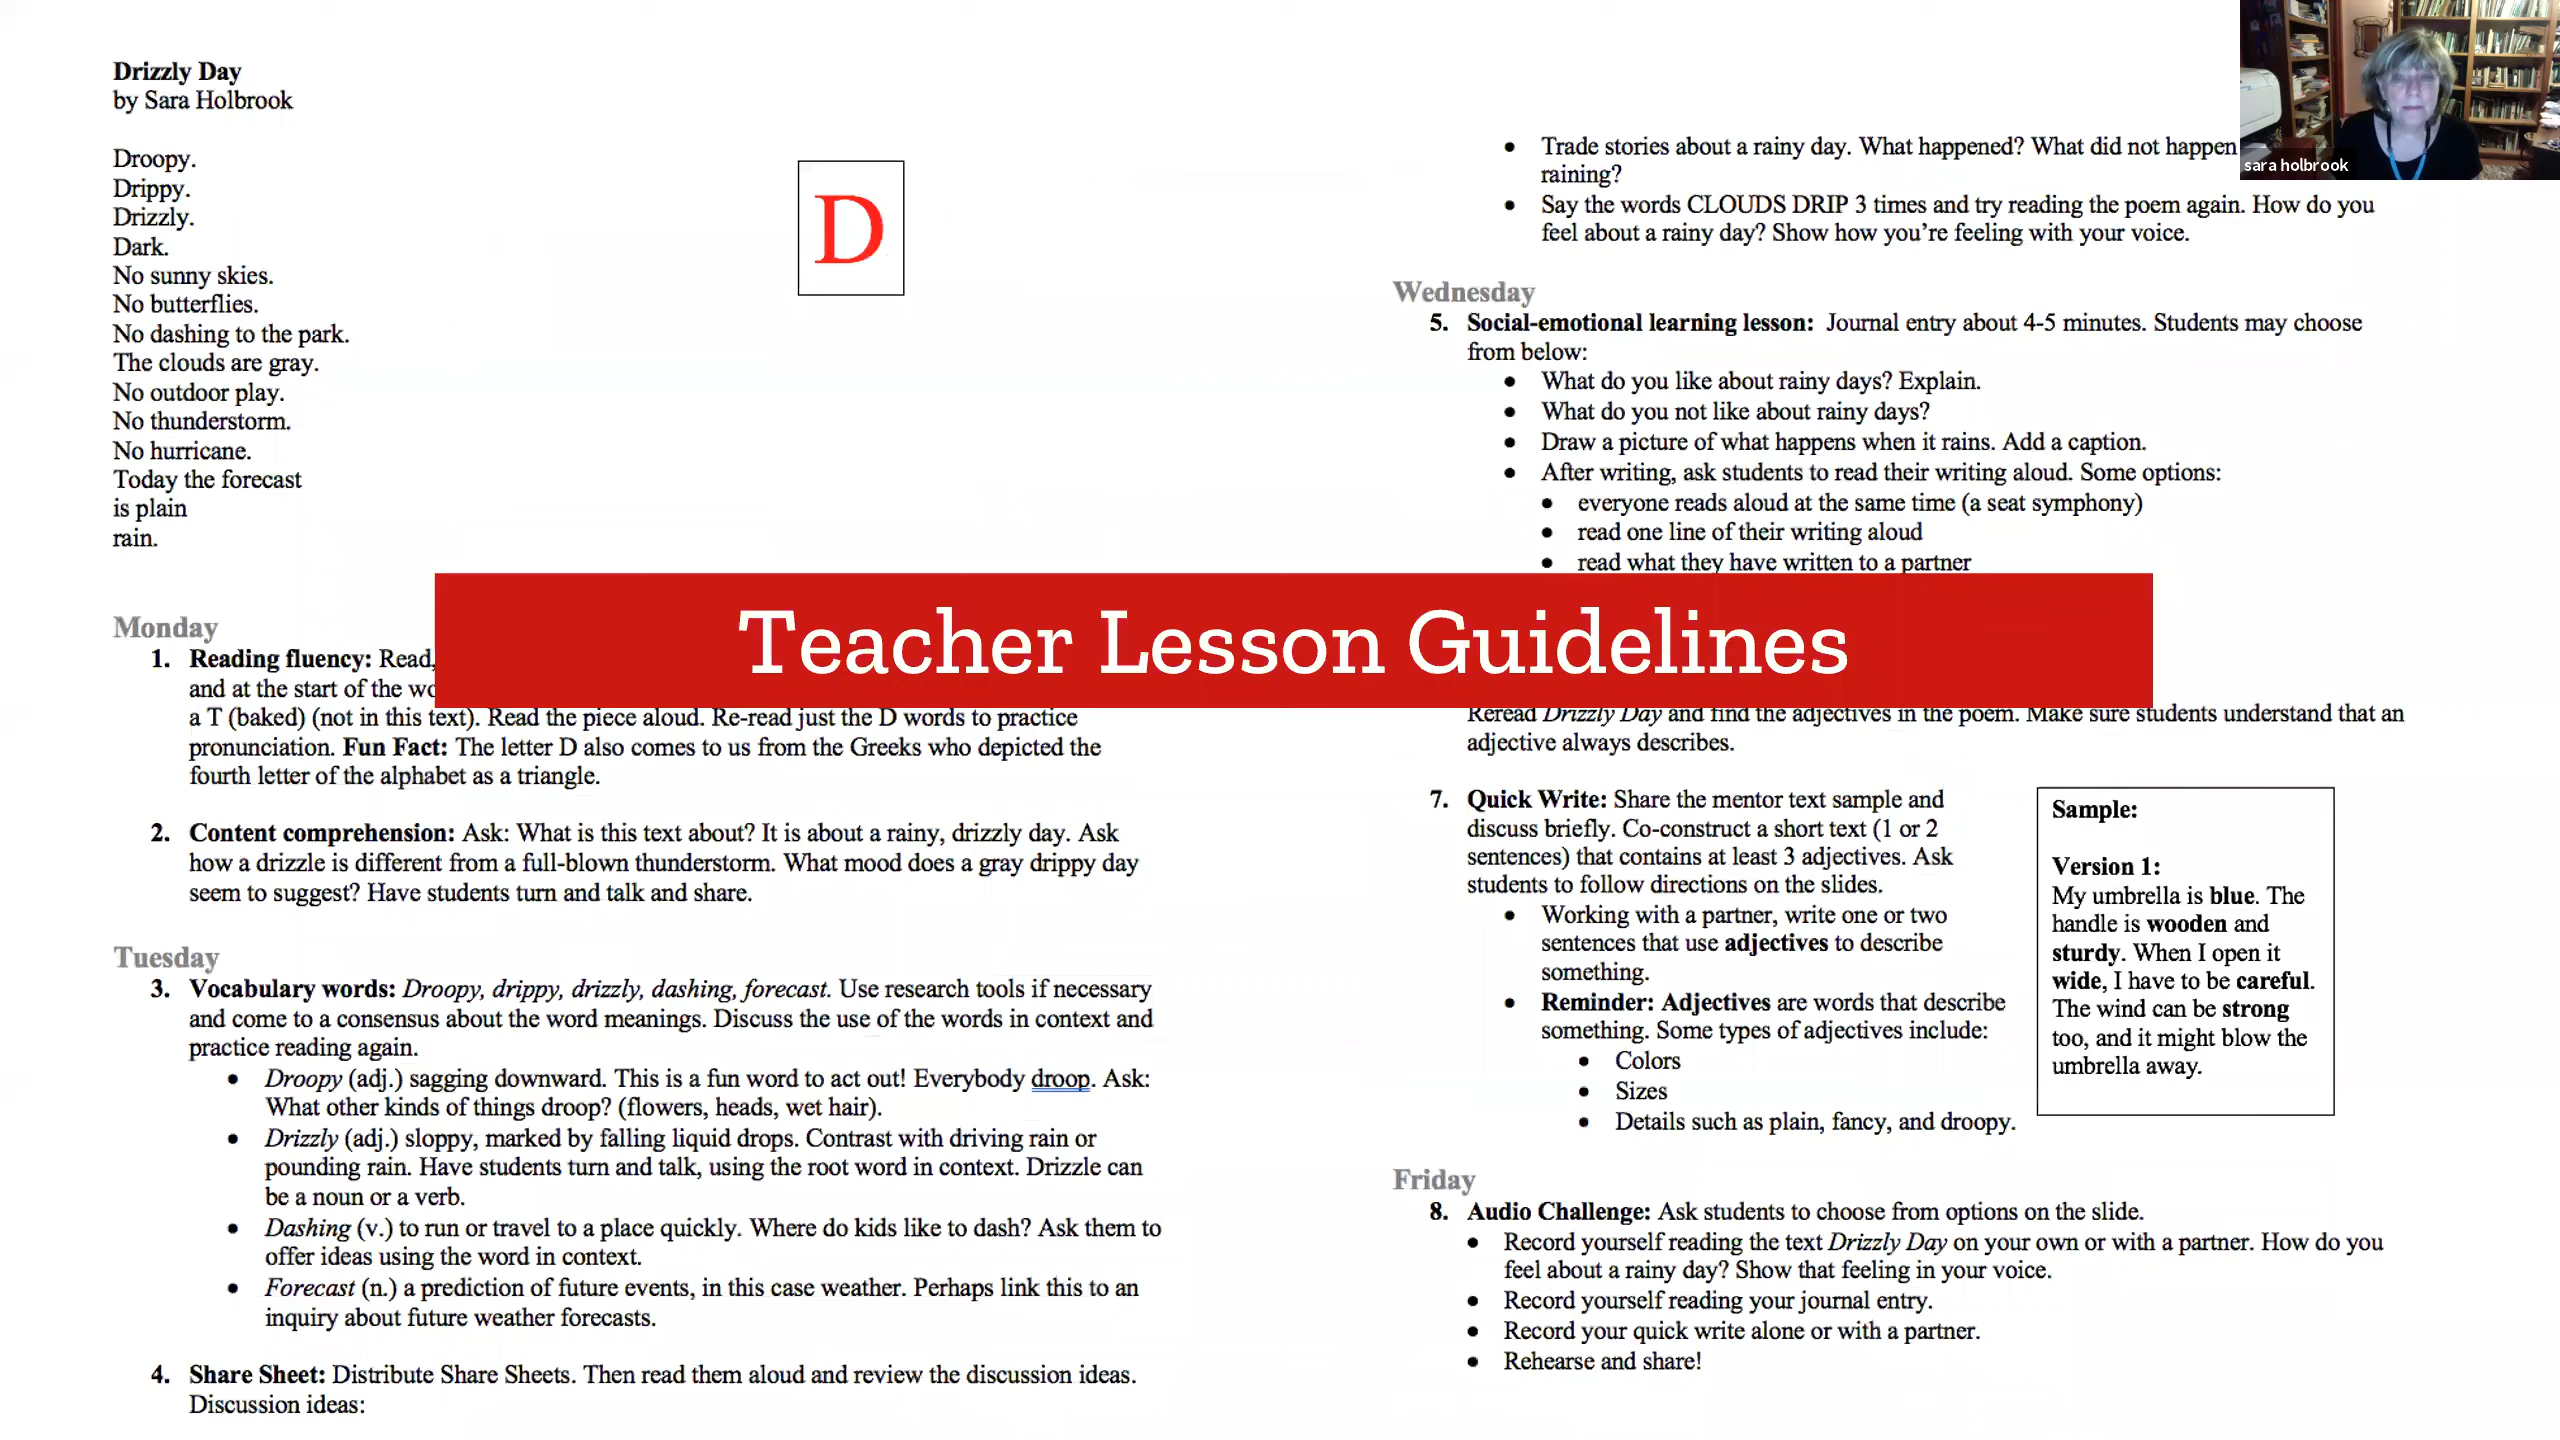 Drizzly Day
by Sara Holbrook
Droopy.
Drippy.
Drizzly.
Dark.
No sunny skies.
No butterflies.
No dashing to the park.
The clouds are gray.
No outdoor play.
No thunderstorm.
No hurricane.
Today the forecast
is plain
rain.
D
Monday
1. Reading fluency: Read,
and at the start of the
a T (baked) (not in this text). Read the piece aloud. Re-read just the D words to practice
pronunciation. Fun Fact: The letter D also comes to us from the Greeks who depicted the
fourth letter of the alphabet as a triangle.
2. Content comprehension: Ask: What is this text about? It is about a rainy, drizzly day. Ask
how a drizzle is different from a full-blown thunderstorm. What mood does a gray drippy day
seem to suggest? Have students turn and talk and share.
Tuesday
3. Vocabulary words: Droopy, drippy, drizzly, dashing, forecast. Use research tools if necessary
and come to a consensus about the word meanings. Discuss the use of the words in context and
practice reading again.
• Droopy (adj.) sagging downward. This is a fun word to act out! Everybody droop. Ask:
What other kinds of things droop? (flowers, heads, wet hair).
• Drizzly (adj.) sloppy, marked by falling liquid drops. Contrast with driving rain or
pounding rain. Have students turn and talk, using the root word in context. Drizzle can
be a noun or a verb.
• Dashing (v.) to run or travel to a place quickly. Where do kids like to dash? Ask them to
offer ideas using the word in context.
• Forecast (n.) a prediction of future events, in this case weather. Perhaps link this to an
inquiry about future weather forecasts.
4. Share Sheet: Distribute Share Sheets. Then read them aloud and review the discussion ideas.
Discussion ideas:
Teacher Lesson Guidelines
sara holbrook
• Trade stories about a rainy day. What happened? What did not happen
raining?
• Say the words CLOUDS DRIP 3 times and try reading the poem again. How do you
feel about a rainy day? Show how you're feeling with your voice.
Wednesday
5. Social-emotional learning lesson: Journal entry about 4-5 minutes. Students may choose
from below:
• What do you like about rainy days? Explain.
• What do you not like about rainy days?
• Draw a picture of what happens when it rains. Add a caption.
• After writing, ask students to read their writing aloud. Some options:
• everyone reads aloud at the same time (a seat symphony)
• read one line of their writing aloud
• read what they have written to a partner
Reread Drizzly Day and find the adjectives in the poem. Make sure students understand that an
adjective always describes.
7. Quick Write: Share the mentor text sample and
discuss briefly. Co-construct a short text (1 or 2
sentences) that contains at least 3 adjectives. Ask
students to follow directions on the slides.
• Working with a partner, write one or two
sentences that use adjectives to describe
something.
• Reminder: Adjectives are words that describe
something. Some types of adjectives include:
• Colors
• Sizes
• Details such as plain, fancy, and droopy.
Sample:
Version 1:
My umbrella is blue. The
handle is wooden and
sturdy. When I open it
wide, I have to be careful.
The wind can be strong
too, and it might blow the
umbrella away.
Friday
8. Audio Challenge: Ask students to choose from options on the slide.
• Record yourself reading the text Drizzly Day on your own or with a partner. How do you
feel about a rainy day? Show that feeling in your voice.
• Record yourself reading your journal entry.
• Record your quick write alone or with a partner.
• Rehearse and share!